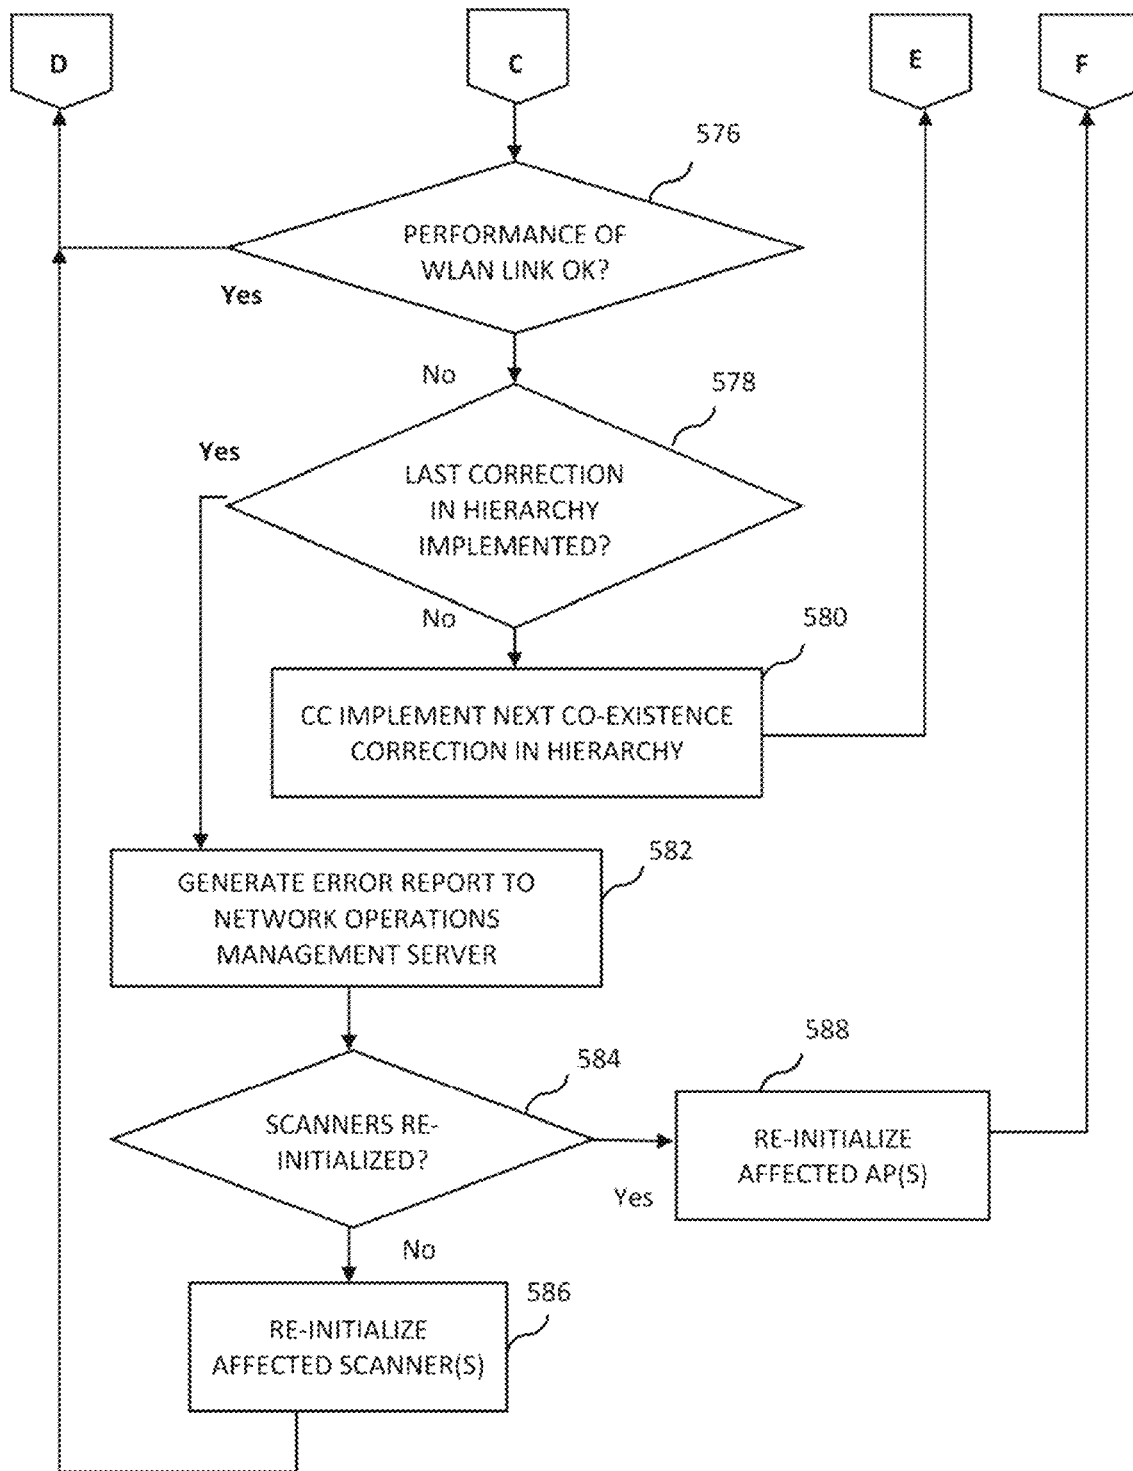 D
C
E
F
576
PERFORMANCE OF
WLAN LINK OK?
Yes
No
578
Yes
LAST CORRECTION
IN HIERARCHY
IMPLEMENTED?
No
580
CC IMPLEMENT NEXT CO-EXISTENCE
CORRECTION IN HIERARCHY
582
GENERATE ERROR REPORT TO
NETWORK OPERATIONS
MANAGEMENT SERVER
584
588
SCANNERS RE-
INITIALIZED?
RE-INITIALIZE
AFFECTED AP(S)
Yes
No
586
RE-INITIALIZE
AFFECTED SCANNER(S)